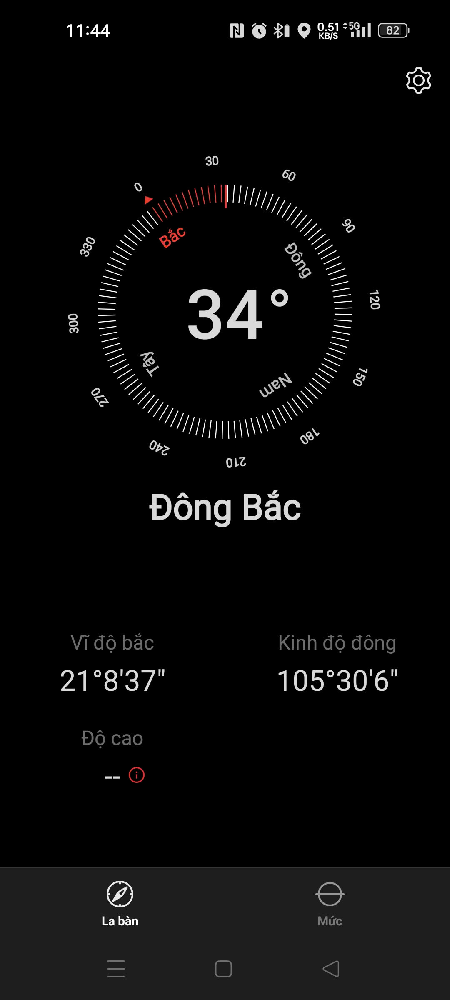 11:44
0.51 KB/S 5G 82
30
60
0
90
330
Bắc
Đông
34°
120
300
Tây
150
Nam
270
180
240
210
Đông Bắc
Vĩ độ bắc
Kinh độ đông
21°8'37"
105°30'6"
Độ cao
--
La bàn
Mức